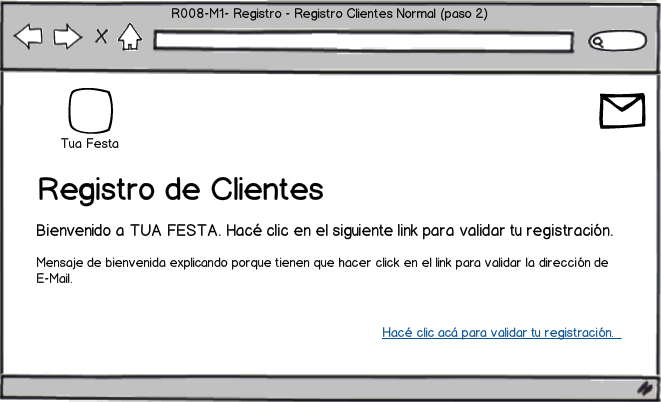 R008-M1- Registro - Registro Clientes Normal (paso 2)
Tua Festa
Registro de Clientes
Bienvenido a TUA FESTA. Hacé clic en el siguiente link para validar tu registración.
Mensaje de bienvenida explicando porque tienen que hacer click en el link para validar la dirección de
E-Mail.
Hacé clic acá para validar tu registración.